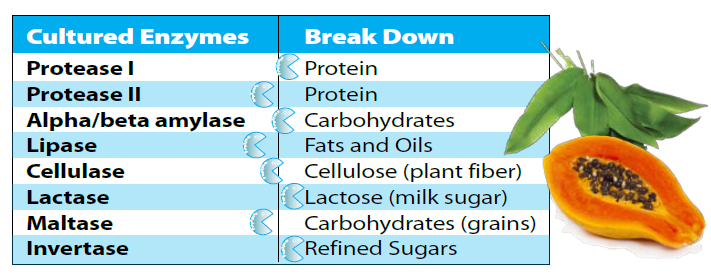 Cultured Enzymes Break Down
Protease I Protein
Protease II Protein
Alpha/beta amylase Carbohydrates
Lipase Fats and Oils
Cellulase Cellulose (plant fiber)
Lactase Lactose (milk sugar)
Maltase Carbohydrates (grains)
Invertase Refined Sugars